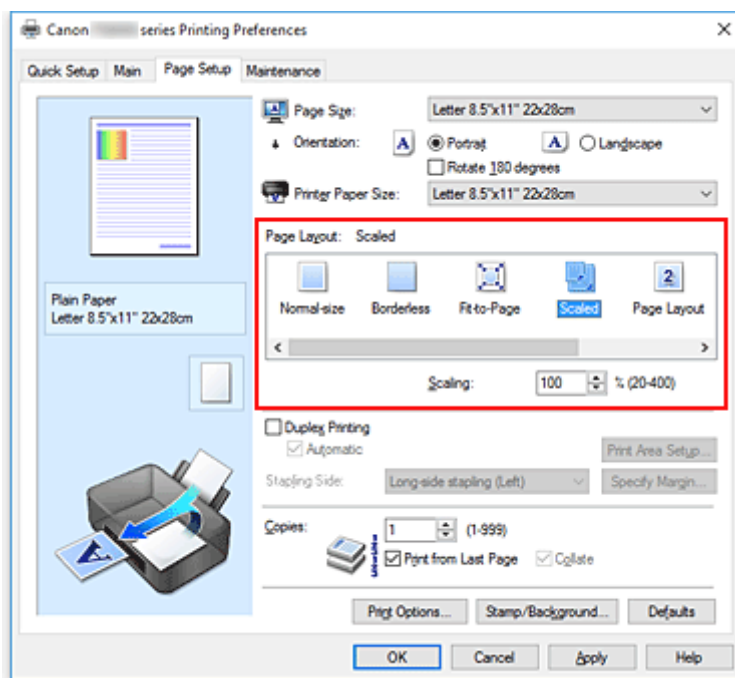 Canon series Printing Preferences
Quick Setup Main Page Setup Maintenance
Page Size: Letter 8.5"x11" 22x28cm
Orientation: A Portrait A Landscape
Rotate 180 degrees
Printer Paper Size: Letter 8.5"x11" 22x28cm
Page Layout: Scaled
Normal-size Borderless Fit-to-Page Scaled 2 Page Layout
Scaling: 100 % (20-400)
Plain Paper
Letter 8.5"x11" 22x28cm
Duplex Printing
Automatic
Print Area Setup...
Stapling Side: Long-side stapling (Left) Specify Margin...
Copies: 1 (1-999)
Print from Last Page Collate
A
Print Options... Stamp/Background... Defaults
OK Cancel Apply Help